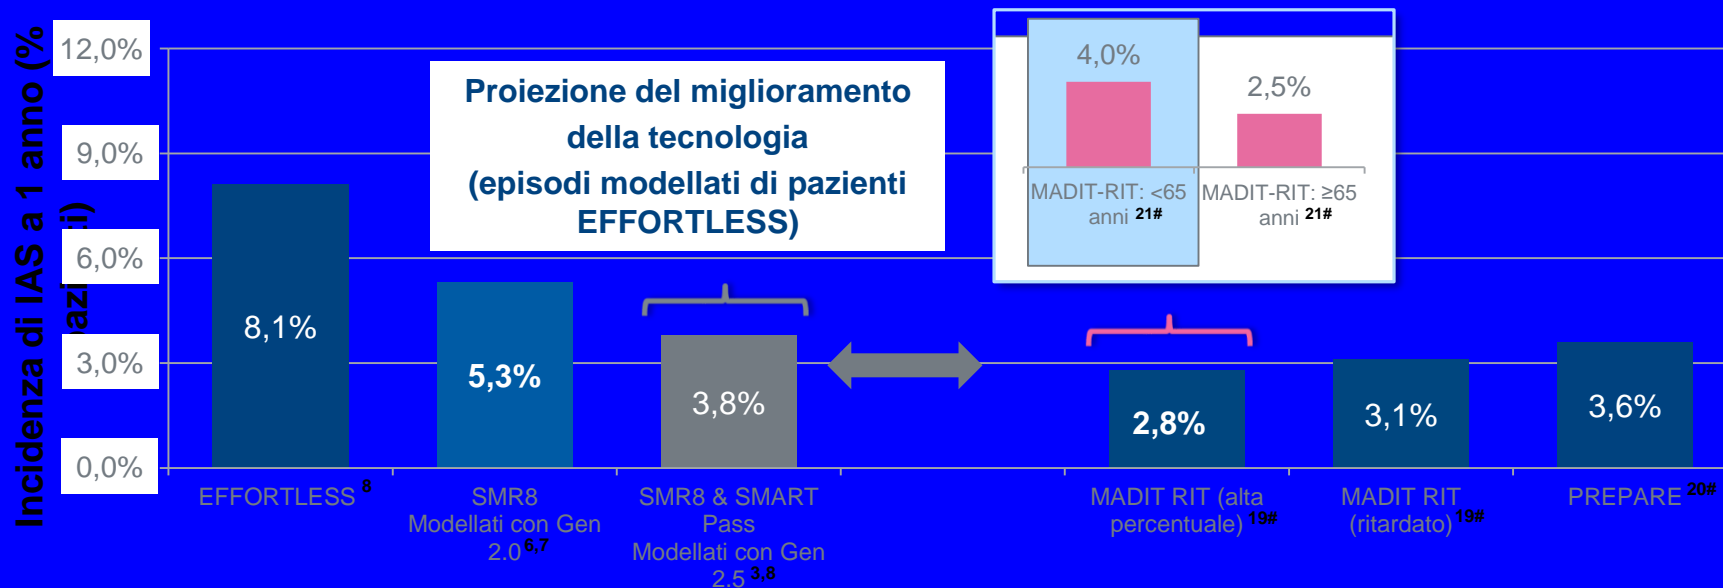 Incidenza di IAS a 1 anno (%
pazienti)
12,0%
9,0%
6,0%
3,0%
0,0%
Proiezione del miglioramento
della tecnologia
(episodi modellati di pazienti
EFFORTLESS)
4,0%
2,5%
MADIT-RIT: <65
anni 21#
MADIT-RIT: ≥65
anni 21#
8,1%
5,3%
3,8%
2,8%
3,1%
3,6%
EFFORTLESS 8
SMR8
Modellati con Gen
2.0 6,7
SMR8 & SMART
Pass
Modellati con Gen
2.5 3,8
MADIT RIT (alta
percentuale) 19#
MADIT RIT
(ritardato) 19#
PREPARE 20#